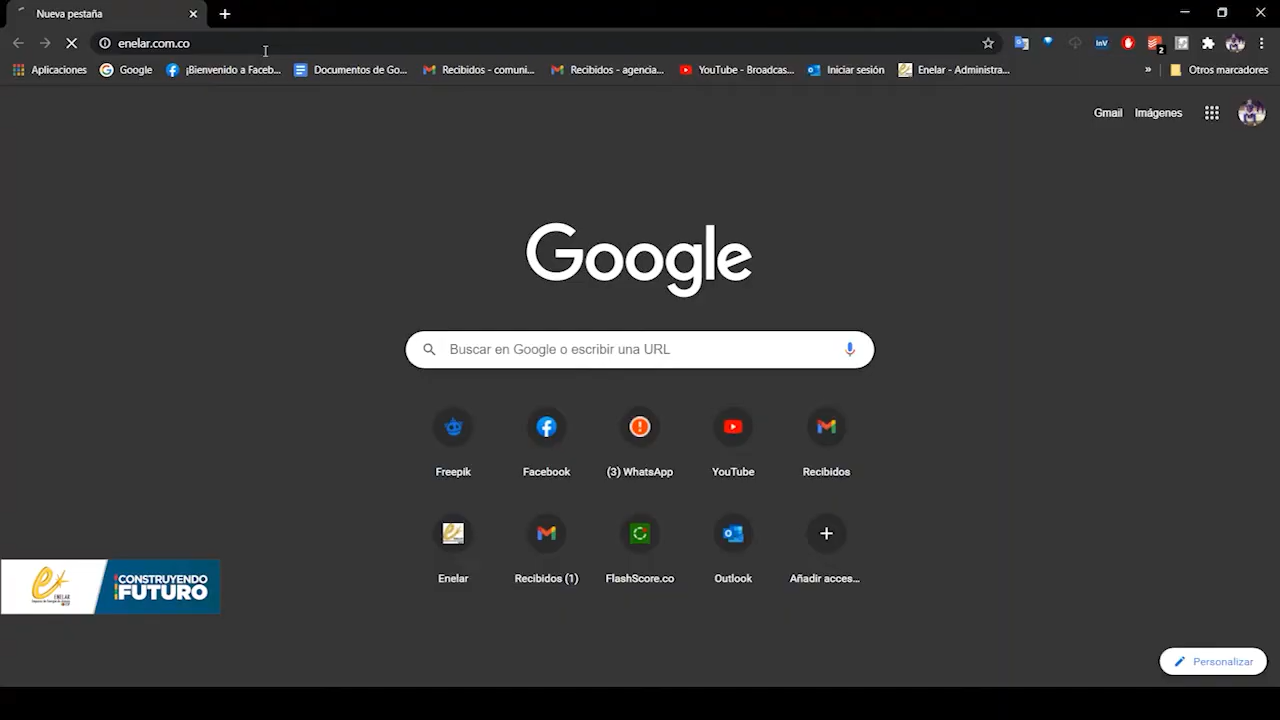 Nueva pestaña
enelar.com.co
Aplicaciones
Google
¡Bienvenido a Faceb...
Documentos de Go...
Recibidos - comuni...
Recibidos - agencia...
YouTube - Broadcas...
Iniciar sesión
Enelar - Administra...
»
Otros marcadores
Gmail
Imágenes
Google
Buscar en Google o escribir una URL
Freepik
Facebook
(3) WhatsApp
YouTube
Recibidos
Enelar
Recibidos (1)
FlashScore.co
Outlook
Añadir acces...
ENELAR
CONSTRUYENDO
FUTURO
Personalizar